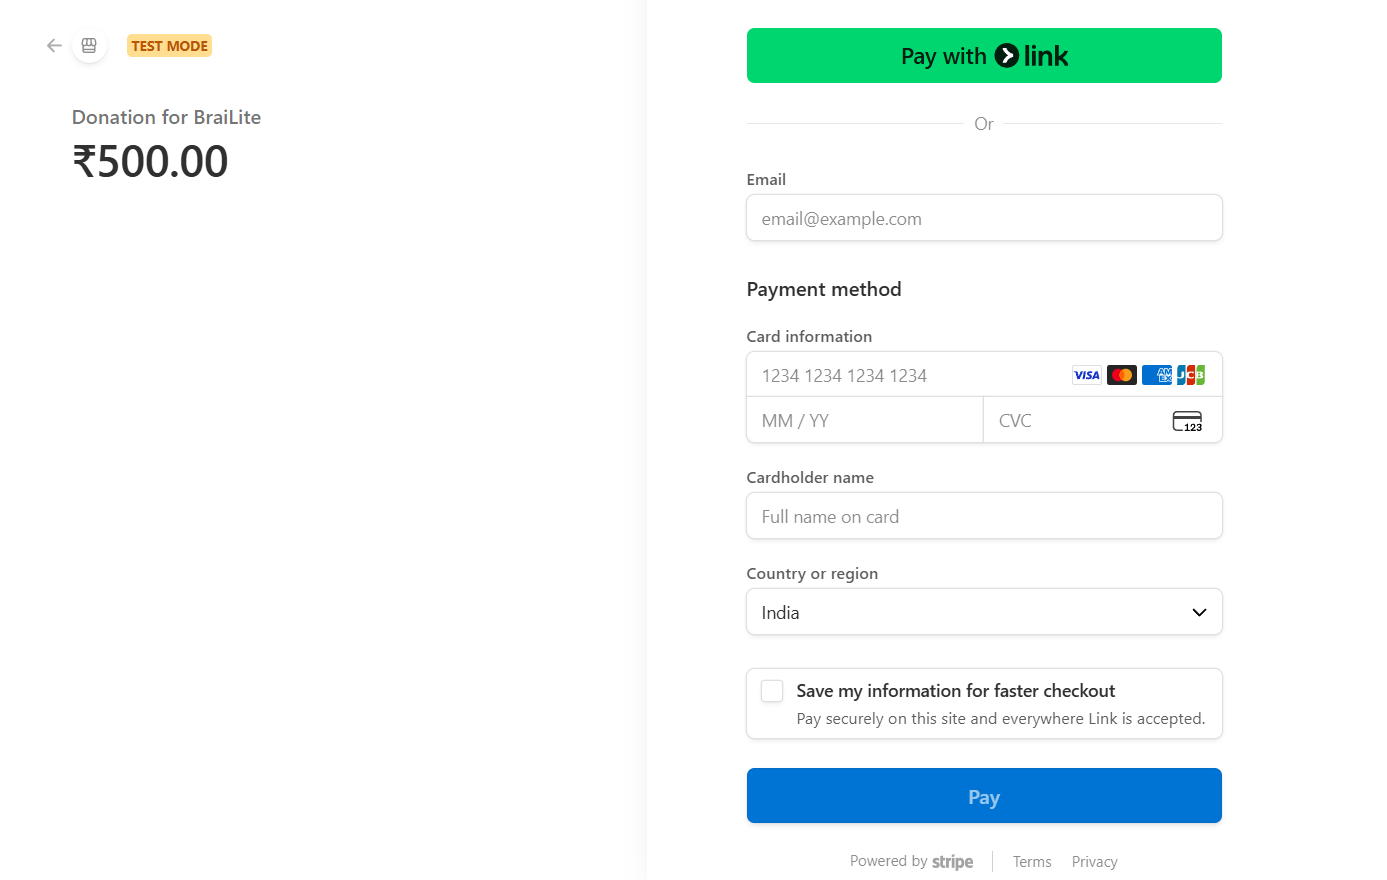 TEST MODE
Donation for BraiLite
₹500.00
Pay with link
Or
Email
email@example.com
Payment method
Card information
1234 1234 1234 1234 VISA AMEX JCB
MM / YY CVC 123
Cardholder name
Full name on card
Country or region
India
Save my information for faster checkout
Pay securely on this site and everywhere Link is accepted.
Pay
Powered by stripe Terms Privacy